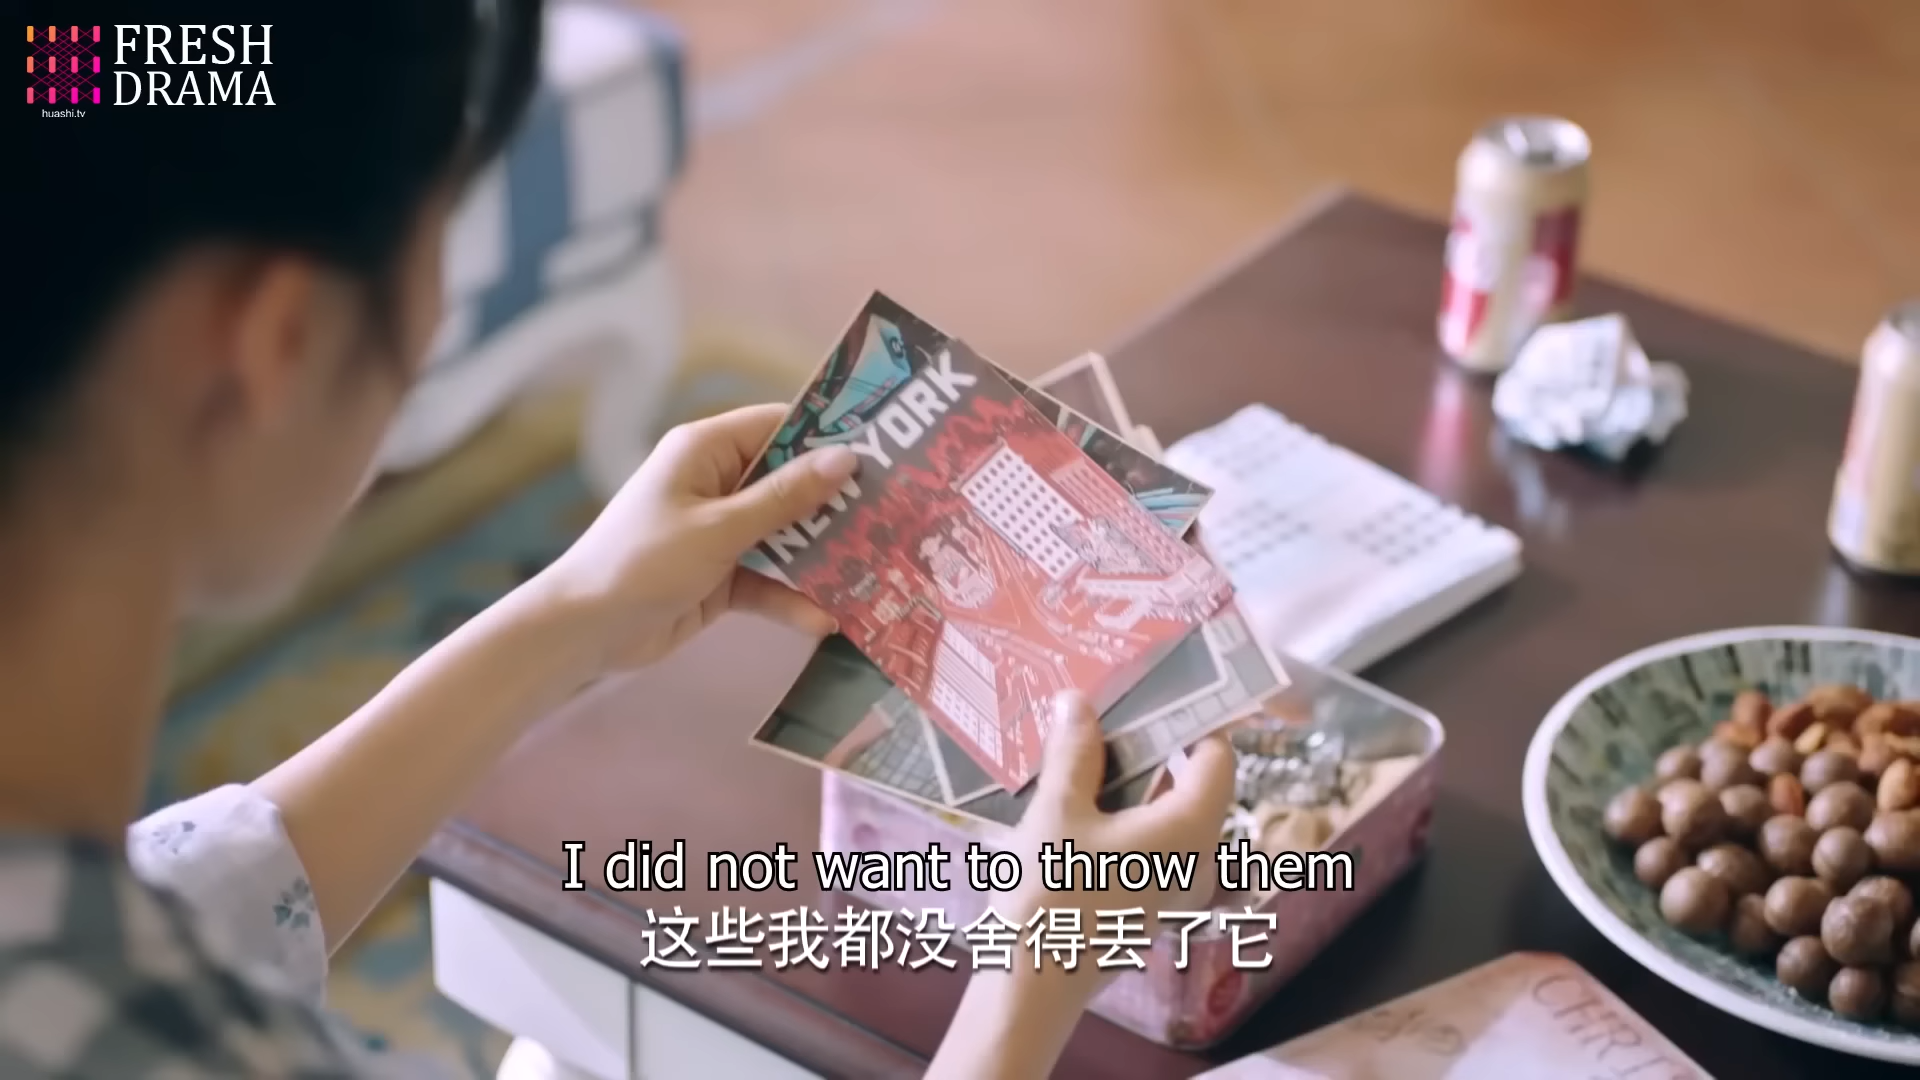 FRESH
DRAMA
huashi.tv
NEW YORK
I did not want to throw them
这些我都没舍得丢了它